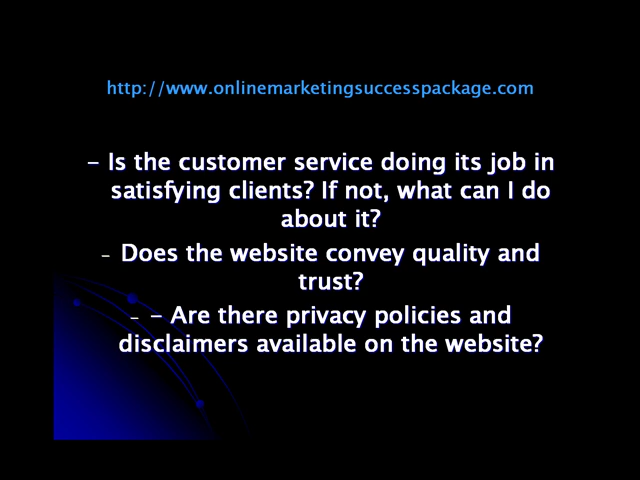 http://www.onlinemarketingsuccesspackage.com
– Is the customer service doing its job in
satisfying clients? If not, what can I do
about it?
– Does the website convey quality and
trust?
– – Are there privacy policies and
disclaimers available on the website?